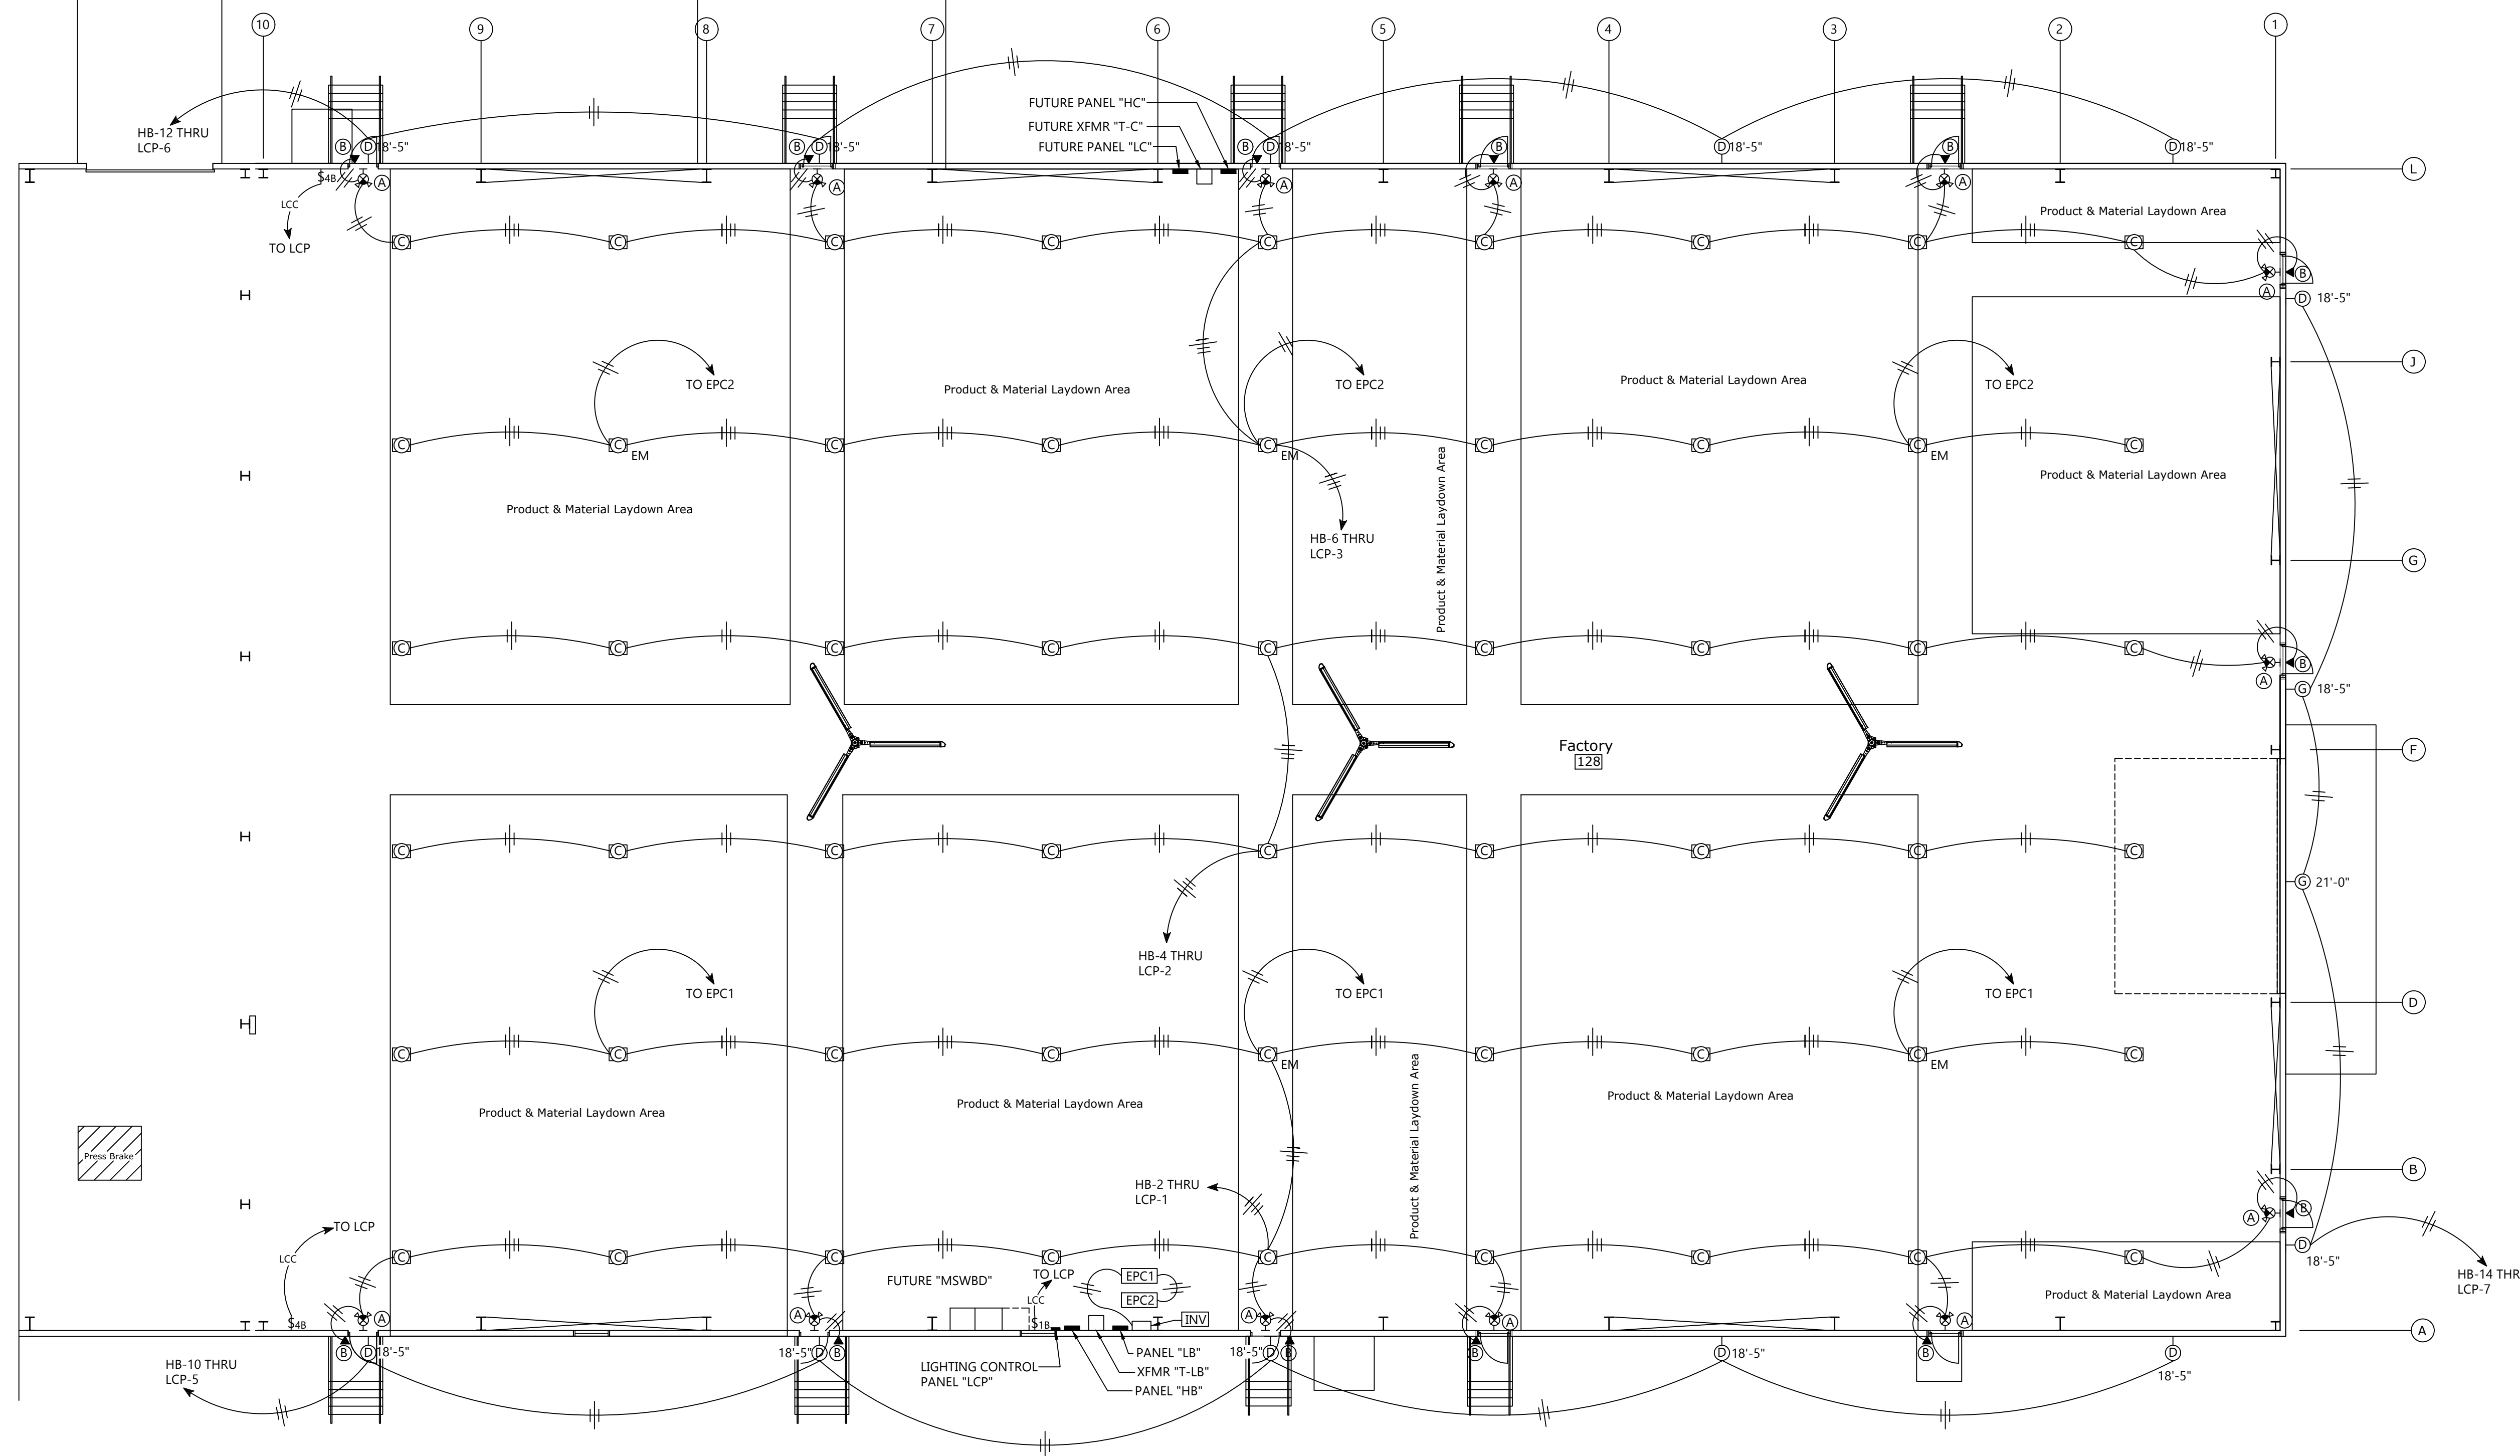 10
9
8
7
6
5
4
3
2
1
FUTURE PANEL "HC"
FUTURE XFMR "T-C"
FUTURE PANEL "LC"
HB-12 THRU
LCP-6
B
D
18'-5"
B
D
18'-5"
B
D
18'-5"
B
B
D
18'-5"
D
18'-5"
L
$4B
A
A
A
A
A
LCC
TO LCP
Product & Material Laydown Area
C
C
C
C
C
C
C
C
C
B
A
D
18'-5"
J
TO EPC2
TO EPC2
TO EPC2
Product & Material Laydown Area
Product & Material Laydown Area
C
C
C
C
C
C
C
C
C
EM
EM
EM
Product & Material Laydown Area
Product & Material Laydown Area
Product & Material Laydown Area
HB-6 THRU
LCP-3
G
C
C
C
C
C
C
C
C
C
B
A
G
18'-5"
Factory
128
F
C
C
C
C
C
C
C
C
C
G
21'-0"
HB-4 THRU
LCP-2
TO EPC1
TO EPC1
TO EPC1
D
C
C
C
C
C
C
C
C
C
EM
EM
Product & Material Laydown Area
Product & Material Laydown Area
Product & Material Laydown Area
Product & Material Laydown Area
Press Brake
B
HB-2 THRU
LCP-1
B
A
TO LCP
LCC
C
C
C
C
C
C
C
C
C
D
18'-5"
HB-14 THR
LCP-7
FUTURE "MSWBD"
TO LCP
LCC
EPC1
EPC2
INV
Product & Material Laydown Area
$4B
A
A
$1B
A
A
A
A
B
D
18'-5"
18'-5"
D
B
18'-5"
D
B
B
D
18'-5"
B
D
18'-5"
HB-10 THRU
LCP-5
LIGHTING CONTROL
PANEL "LCP"
PANEL "LB"
XFMR "T-LB"
PANEL "HB"